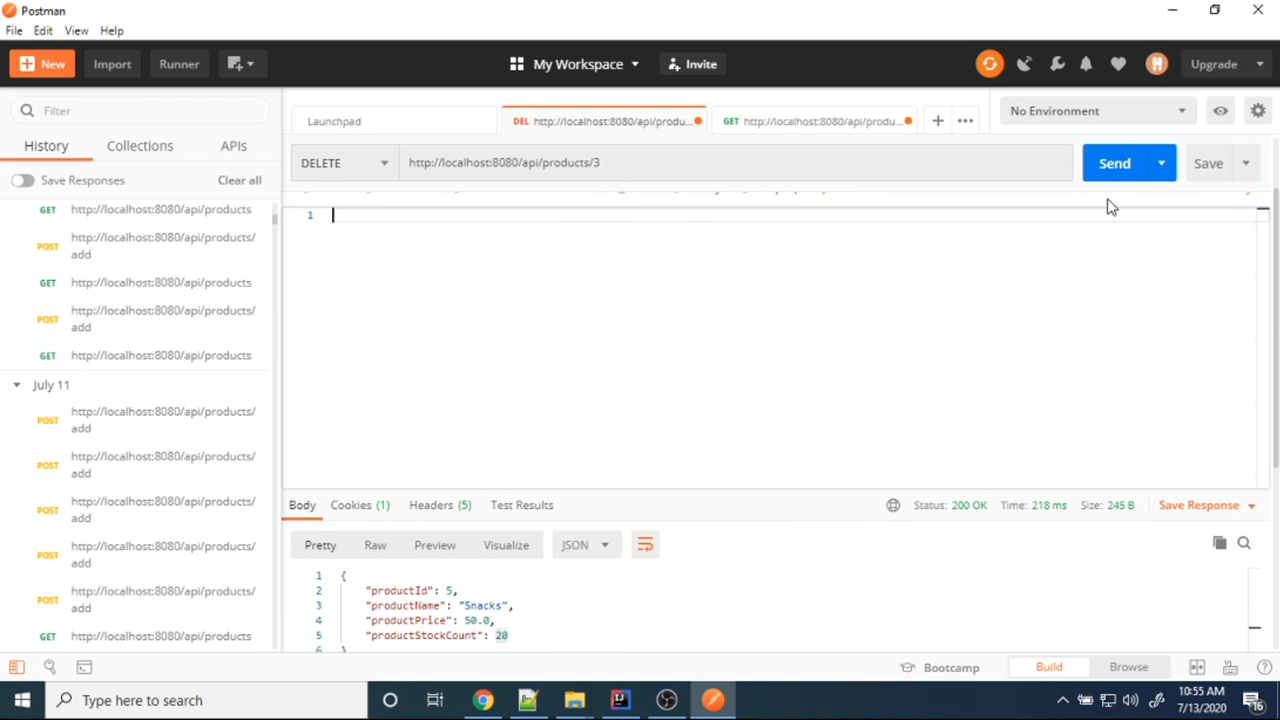 Postman
File Edit View Help
New Import Runner My Workspace Invite Upgrade
Filter
Launchpad DEL http://localhost:8080/api/produ... GET http://localhost:8080/api/produ... No Environment
History Collections APIs
DELETE http://localhost:8080/api/products/3 Send Save
Save Responses Clear all
GET http://localhost:8080/api/products
POST http://localhost:8080/api/products/
add
GET http://localhost:8080/api/products
POST http://localhost:8080/api/products/
add
GET http://localhost:8080/api/products
July 11
POST http://localhost:8080/api/products/
add
POST http://localhost:8080/api/products/
add
POST http://localhost:8080/api/products/
add
POST http://localhost:8080/api/products/
add
POST http://localhost:8080/api/products/
add
GET http://localhost:8080/api/products
1
Body Cookies (1) Headers (5) Test Results Status: 200 OK Time: 218 ms Size: 245 B Save Response
Pretty Raw Preview Visualize JSON
1 {
2 "productId": 5,
3 "productName": "Snacks",
4 "productPrice": 50.0,
5 "productStockCount": 20
6 }
Bootcamp Build Browse
Type here to search
10:55 AM
7/13/2020
16